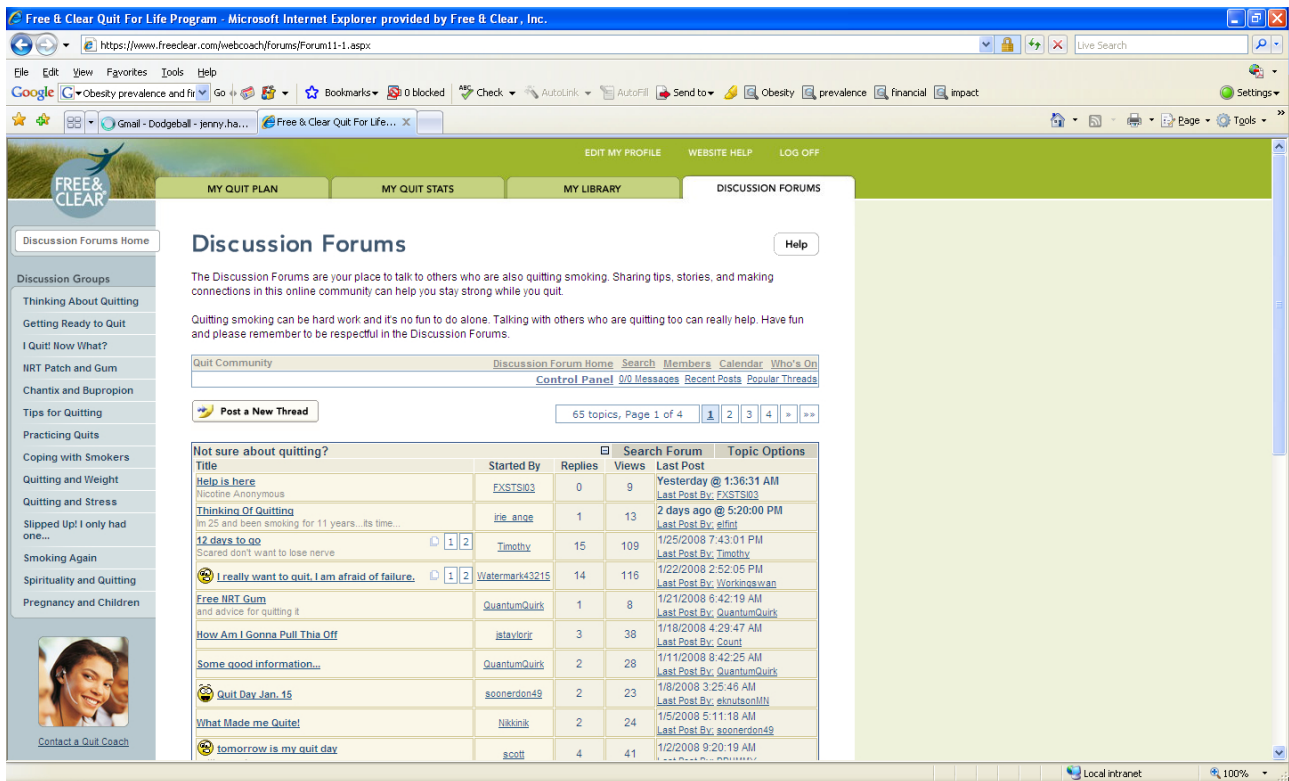 Free & Clear Quit For Life Program - Microsoft Internet Explorer provided by Free & Clear, Inc.
https://www.freeclear.com/webcoach/forums/Forum11-1.aspx
Live Search
File Edit View Favorites Tools Help
Google G Obesity prevalence and fir Go Bookmarks 0 blocked Check AutoLink AutoFill Send to Obesity prevalence financial impact Settings
Gmail - Dodgeball - jenny.ha... Free & Clear Quit For Life... X Page Tools »
EDIT MY PROFILE WEBSITE HELP LOG OFF
FREE& CLEAR
MY QUIT PLAN MY QUIT STATS MY LIBRARY DISCUSSION FORUMS
Discussion Forums Home
Discussion Groups
Thinking About Quitting
Getting Ready to Quit
I Quit! Now What?
NRT Patch and Gum
Chantix and Bupropion
Tips for Quitting
Practicing Quits
Coping with Smokers
Quitting and Weight
Quitting and Stress
Slipped Up! I only had
one...
Smoking Again
Spirituality and Quitting
Pregnancy and Children
Contact a Quit Coach
Discussion Forums
Help
The Discussion Forums are your place to talk to others who are also quitting smoking. Sharing tips, stories, and making
connections in this online community can help you stay strong while you quit.
Quitting smoking can be hard work and it's no fun to do alone. Talking with others who are quitting too can really help. Have fun
and please remember to be respectful in the Discussion Forums.
Quit Community Discussion Forum Home Search Members Calendar Who's On
Control Panel 0/0 Messages Recent Posts Popular Threads
Post a New Thread 65 topics, Page 1 of 4 1 2 3 4 » »»
Not sure about quitting? Search Forum Topic Options
Title Started By Replies Views Last Post
Help is here FXSTSI03 0 9 Yesterday @ 1:36:31 AM
Nicotine Anonymous Last Post By: FXSTSI03
Thinking Of Quitting irie_ange 1 13 2 days ago @ 5:20:00 PM
Im 25 and been smoking for 11 years...its time... Last Post By: elfint
12 days to go 1 2 Timothy 15 109 1/25/2008 7:43:01 PM
Scared don't want to lose nerve Last Post By: Timothy
I really want to quit, I am afraid of failure. 1 2 Watermark43215 14 116 1/22/2008 2:52:05 PM
Last Post By: Workingswan
Free NRT Gum QuantumQuirk 1 8 1/21/2008 6:42:19 AM
and advice for quitting it Last Post By: QuantumQuirk
How Am I Gonna Pull Thia Off jstaylorjr 3 38 1/18/2008 4:29:47 AM
Last Post By: Count
Some good information... QuantumQuirk 2 28 1/11/2008 8:42:25 AM
Last Post By: QuantumQuirk
Quit Day Jan. 15 soonerdon49 2 23 1/8/2008 3:25:46 AM
Last Post By: eknutsonMN
What Made me Quite! Nikkinik 2 24 1/5/2008 5:11:18 AM
Last Post By: soonerdon49
tomorrow is my quit day scott 4 41 1/2/2008 9:20:19 AM
Local intranet 100%